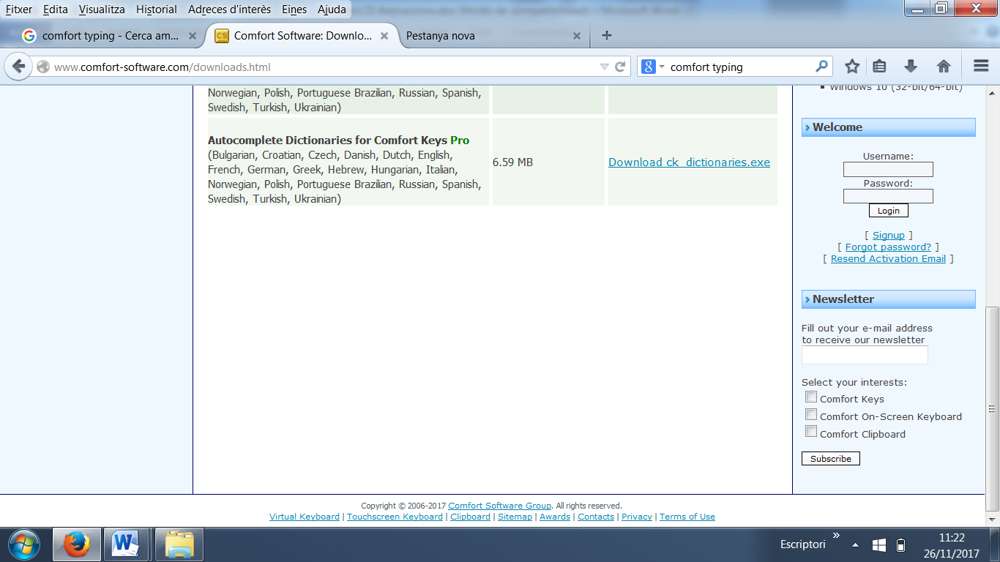 Fitxer Edita Visualitza Historial Adreces d'interès Eines Ajuda
comfort typing - Cerca am...
Comfort Software: Downlo...
Pestanya nova
www.comfort-software.com/downloads.html
comfort typing
Norwegian, Polish, Portuguese Brazilian, Russian, Spanish,
Swedish, Turkish, Ukrainian)
Autocomplete Dictionaries for Comfort Keys Pro
(Bulgarian, Croatian, Czech, Danish, Dutch, English,
French, German, Greek, Hebrew, Hungarian, Italian,
Norwegian, Polish, Portuguese Brazilian, Russian, Spanish,
Swedish, Turkish, Ukrainian)
6.59 MB
Download ck_dictionaries.exe
Windows 10 (32-bit/64-bit)
Welcome
Username:
Password:
Login
[ Signup ]
[ Forgot password? ]
[ Resend Activation Email ]
Newsletter
Fill out your e-mail address
to receive our newsletter
Select your interests:
Comfort Keys
Comfort On-Screen Keyboard
Comfort Clipboard
Subscribe
Copyright © 2006-2017 Comfort Software Group. All rights reserved.
Virtual Keyboard | Touchscreen Keyboard | Clipboard | Sitemap | Awards | Contacts | Privacy | Terms of Use
Escriptori
11:22
26/11/2017